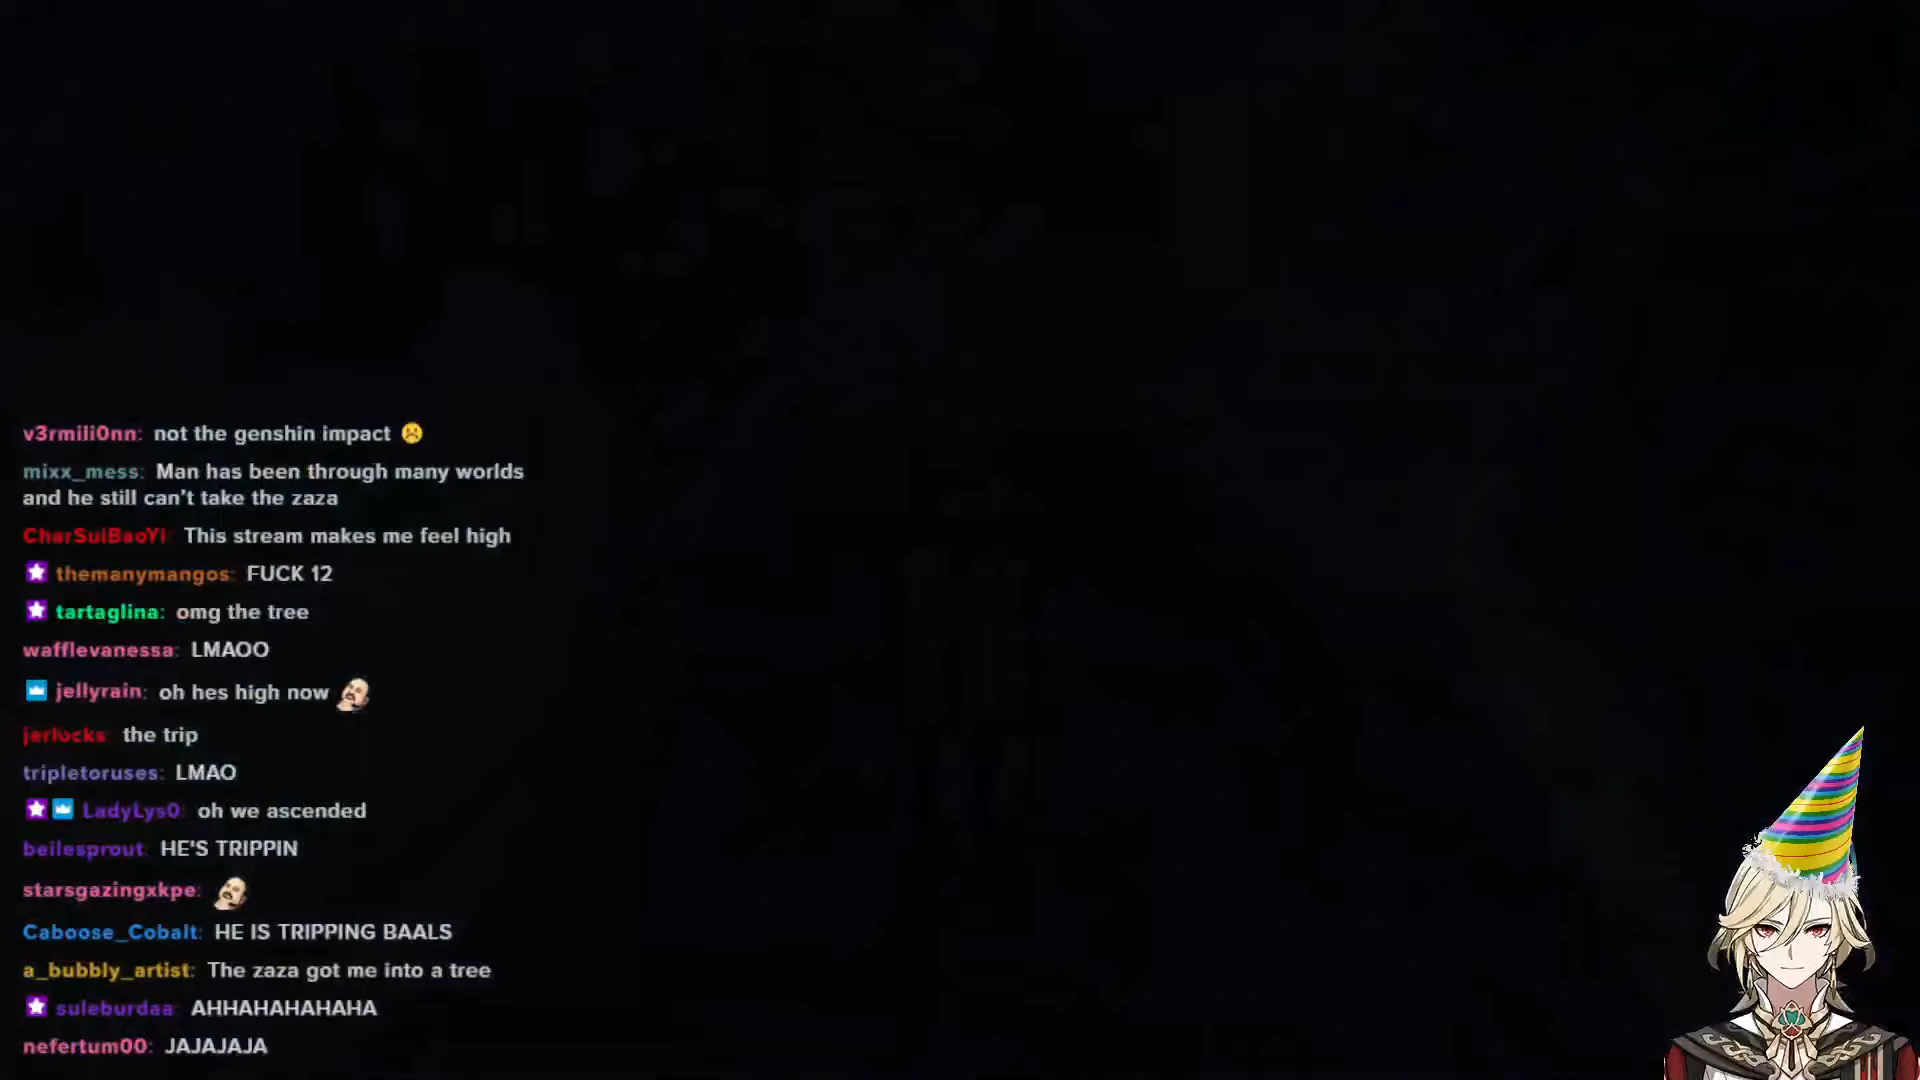 v3rmili0nn: not the genshin impact ☹️
mixx_mess: Man has been through many worlds
and he still can't take the zaza
CharSuiBaoYi: This stream makes me feel high
themanymangos: FUCK 12
tartaglina: omg the tree
wafflevanessa: LMAOO
jellyrain: oh hes high now
jerlocks: the trip
tripletoruses: LMAO
LadyLys0: oh we ascended
beilesprout: HE'S TRIPPIN
starsgazingxkpe:
Caboose_Cobalt: HE IS TRIPPING BAALS
a_bubbly_artist: The zaza got me into a tree
suleburdaa: AHHAHAHAHAHA
nefertum00: JAJAJAJA